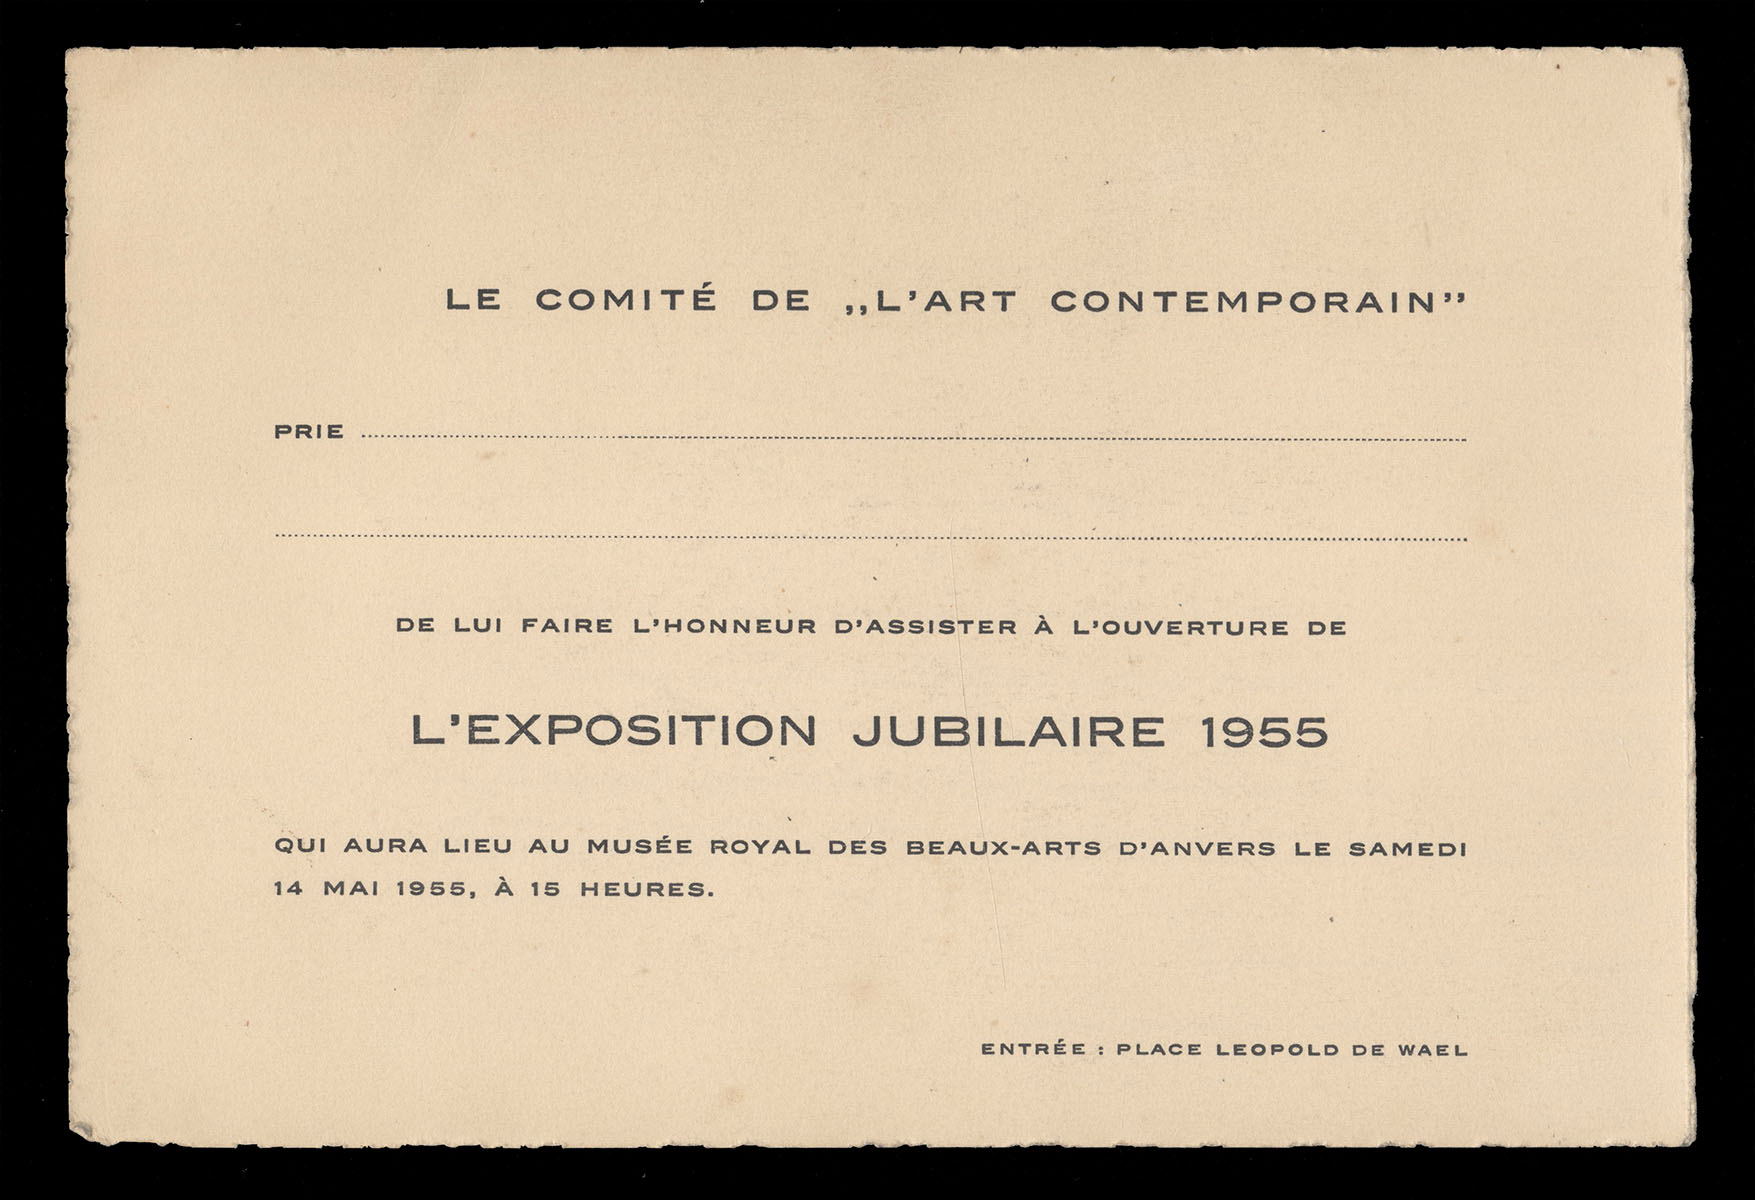 LE COMITÉ DE „L’ART CONTEMPORAIN”
PRIE
DE LUI FAIRE L’HONNEUR D’ASSISTER À L’OUVERTURE DE
L’EXPOSITION JUBILAIRE 1955
QUI AURA LIEU AU MUSÉE ROYAL DES BEAUX-ARTS D’ANVERS LE SAMEDI
14 MAI 1955, À 15 HEURES.
ENTRÉE : PLACE LEOPOLD DE WAEL